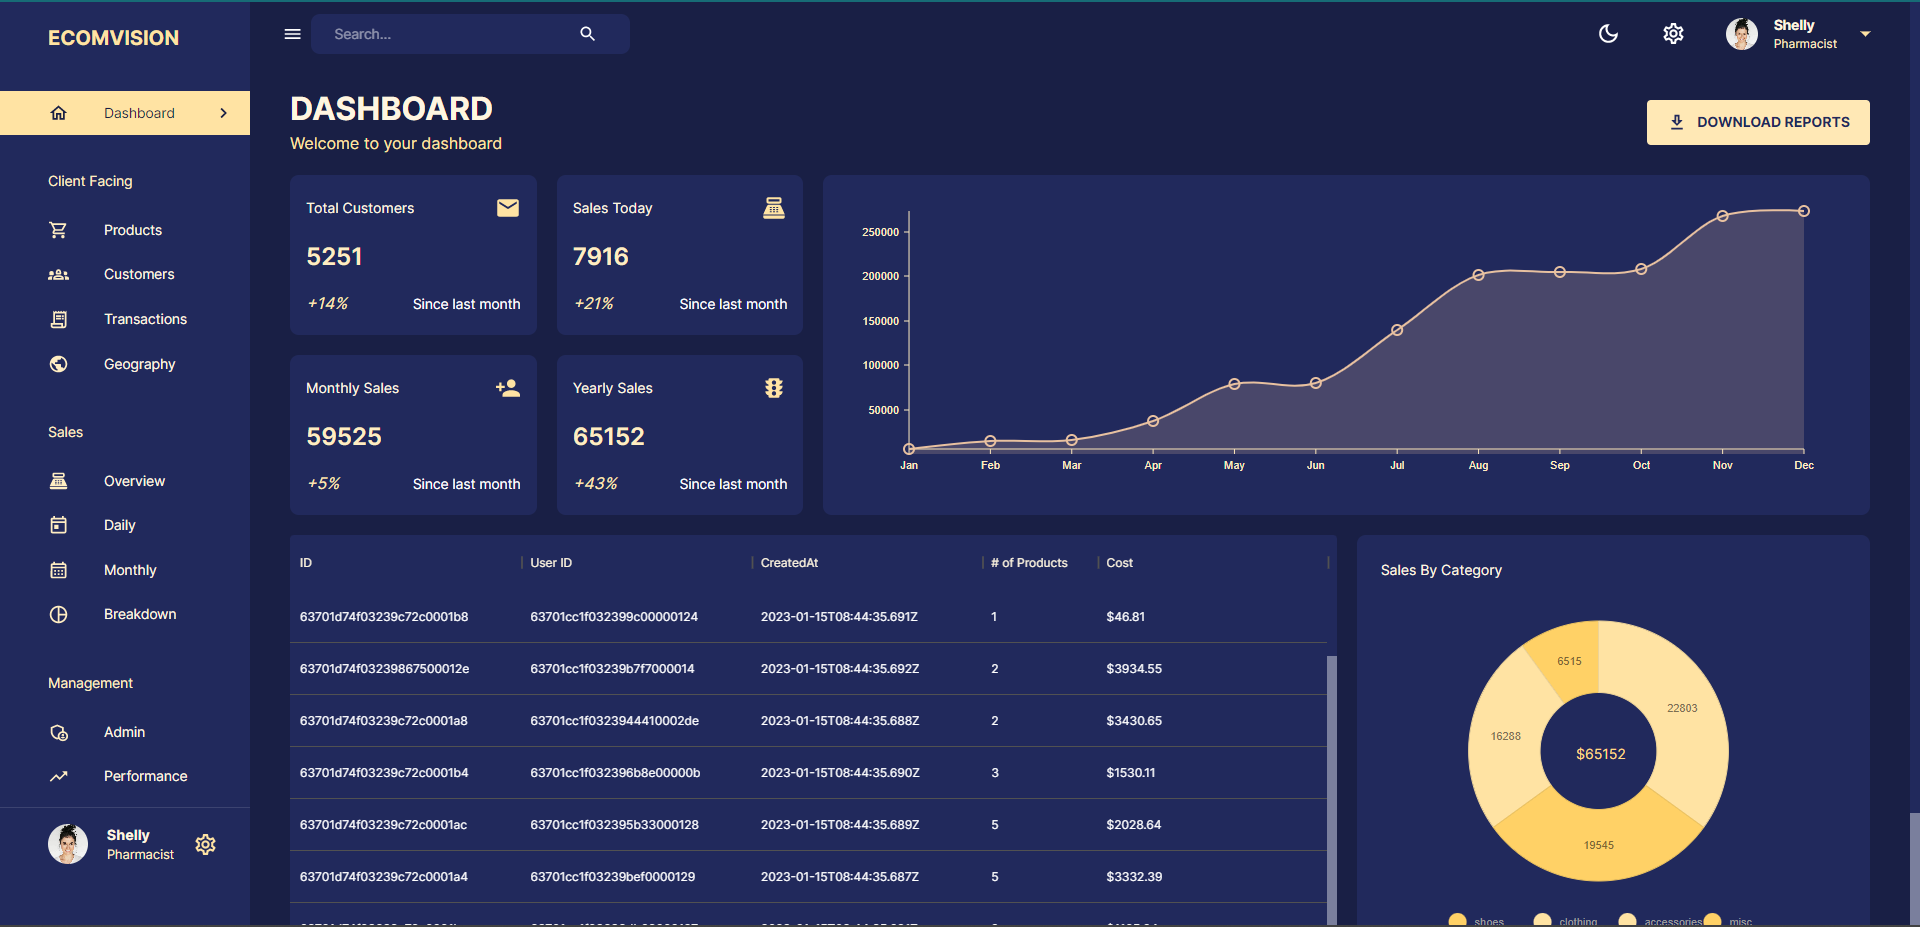 ECOMVISION
Search...
Shelly
Pharmacist
Dashboard
Client Facing
Products
Customers
Transactions
Geography
Sales
Overview
Daily
Monthly
Breakdown
Management
Admin
Performance
Shelly
Pharmacist
DASHBOARD
Welcome to your dashboard
DOWNLOAD REPORTS
Total Customers
5251
+14% Since last month
Sales Today
7916
+21% Since last month
Monthly Sales
59525
+5% Since last month
Yearly Sales
65152
+43% Since last month
250000
200000
150000
100000
50000
Jan Feb Mar Apr May Jun Jul Aug Sep Oct Nov Dec
ID User ID CreatedAt # of Products Cost
63701d74f03239c72c0001b8 63701cc1f032399c00000124 2023-01-15T08:44:35.691Z 1 $46.81
63701d74f03239867500012e 63701cc1f03239b7f7000014 2023-01-15T08:44:35.692Z 2 $3934.55
63701d74f03239c72c0001a8 63701cc1f0323944410002de 2023-01-15T08:44:35.688Z 2 $3430.65
63701d74f03239c72c0001b4 63701cc1f032396b8e00000b 2023-01-15T08:44:35.690Z 3 $1530.11
63701d74f03239c72c0001ac 63701cc1f032395b33000128 2023-01-15T08:44:35.689Z 5 $2028.64
63701d74f03239c72c0001a4 63701cc1f03239bef0000129 2023-01-15T08:44:35.687Z 5 $3332.39
Sales By Category
6515
22803
16288
$65152
19545
shoes clothing accessories misc